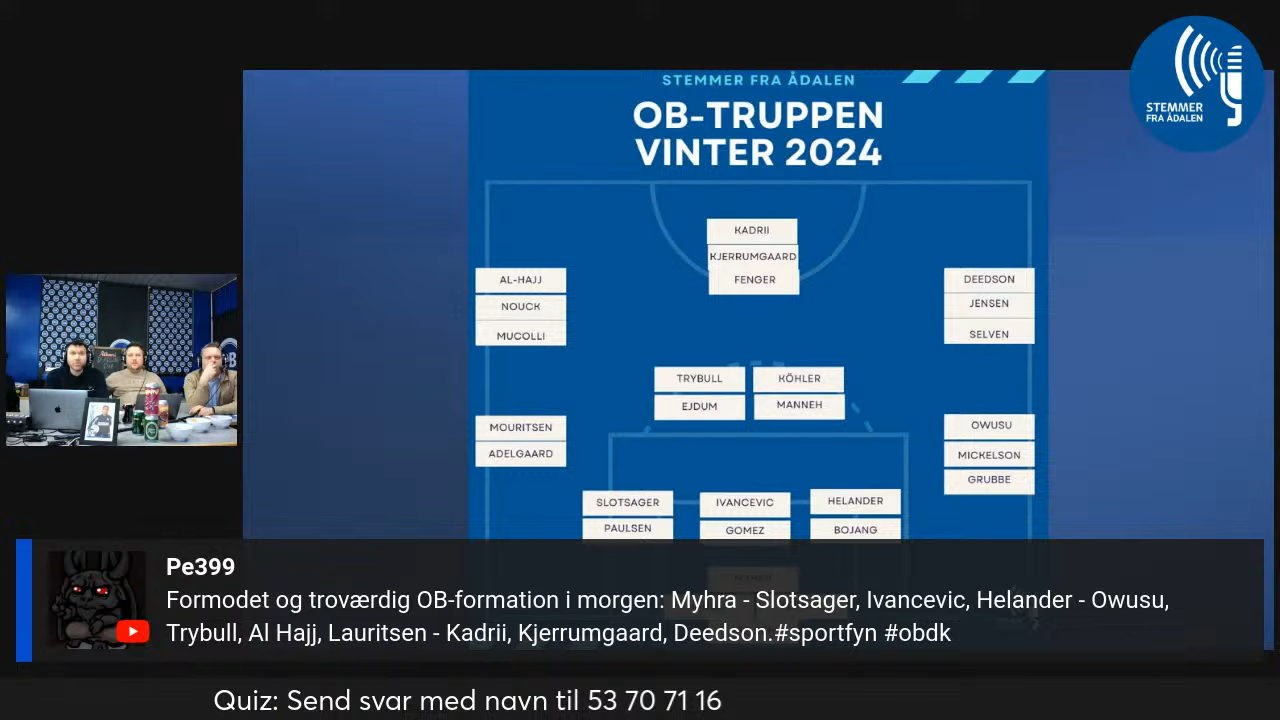 STEMMER FRA ÅDALEN
OB-TRUPPEN
VINTER 2024
STEMMER
FRA ÅDALEN
KADRII
KJERRUMGAARD
FENGER
AL-HAJJ
NOUCK
MUCOLLI
DEEDSON
JENSEN
SELVEN
TRYBULL
EJDUM
KÖHLER
MANNEH
MOURITSEN
ADELGAARD
OWUSU
MICKELSON
GRUBBE
SLOTSAGER
PAULSEN
IVANCEVIC
GOMEZ
HELANDER
BOJANG
Pe399
Formodet og troværdig OB-formation i morgen: Myhra - Slotsager, Ivancevic, Helander - Owusu,
Trybull, Al Hajj, Lauritsen - Kadrii, Kjerrumgaard, Deedson.#sportfyn #obdk
Quiz: Send svar med navn til 53 70 71 16